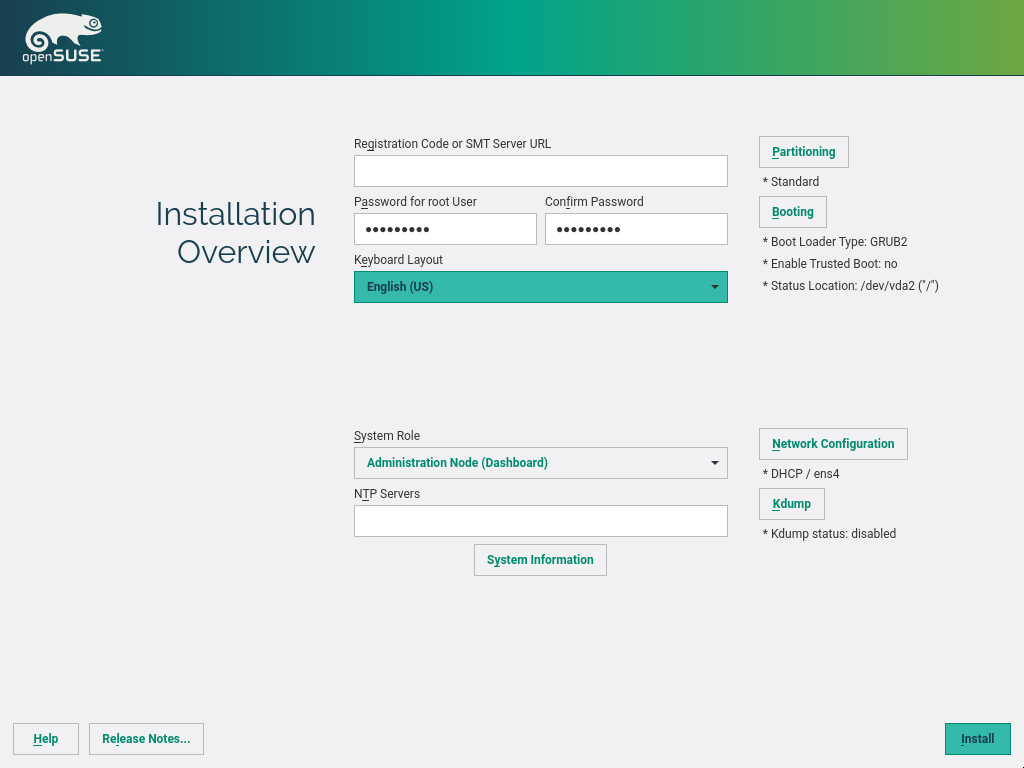 openSUSE
Installation
Overview
Registration Code or SMT Server URL
Password for root User
Confirm Password
●●●●●●●●●
●●●●●●●●●
Keyboard Layout
English (US)
System Role
Administration Node (Dashboard)
NTP Servers
System Information
Partitioning
* Standard
Booting
* Boot Loader Type: GRUB2
* Enable Trusted Boot: no
* Status Location: /dev/vda2 ("/")
Network Configuration
* DHCP / ens4
Kdump
* Kdump status: disabled
Help
Release Notes...
Install